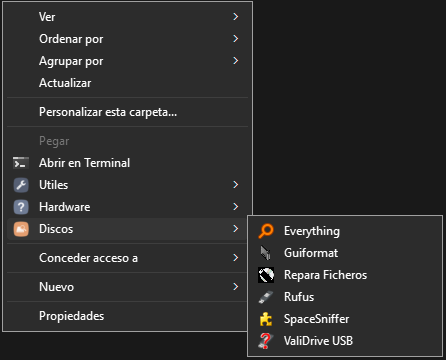 Ver
Ordenar por
Agrupar por
Actualizar
Personalizar esta carpeta...
Pegar
Abrir en Terminal
Utiles
Hardware
Discos
Conceder acceso a
Nuevo
Propiedades
Everything
Guiformat
Repara Ficheros
Rufus
SpaceSniffer
ValiDrive USB